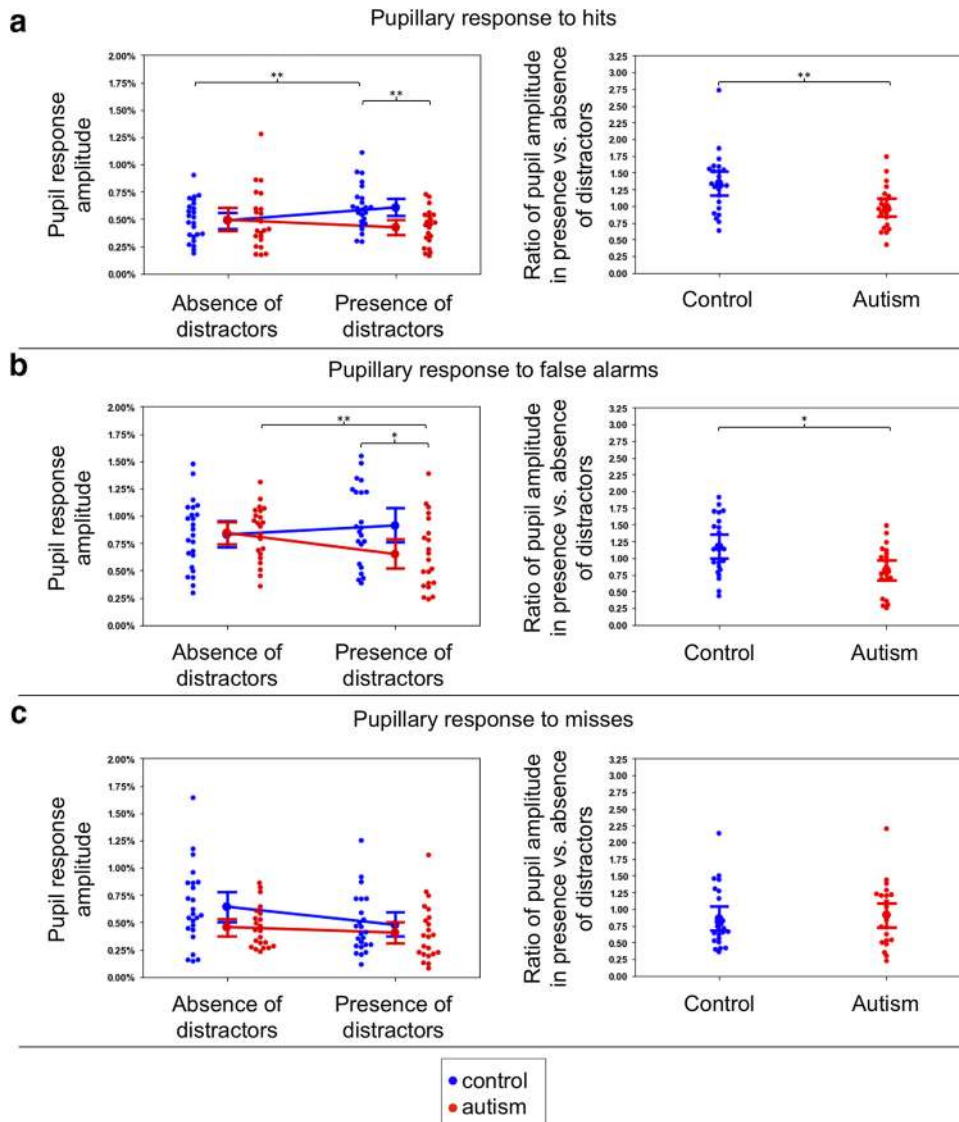 a
Pupillary response to hits
Pupil response
amplitude
2.00%
1.75%
1.50%
1.25%
1.00%
0.75%
0.50%
0.25%
0.00%
**
**
Absence of
distractors
Presence of
distractors
Ratio of pupil amplitude
in presence vs. absence
of distractors
3.25
3.00
2.75
2.50
2.25
2.00
1.75
1.50
1.25
1.00
0.75
0.50
0.25
0.00
**
Control
Autism
b
Pupillary response to false alarms
Pupil response
amplitude
2.00%
1.75%
1.50%
1.25%
1.00%
0.75%
0.50%
0.25%
0.00%
**
*
Absence of
distractors
Presence of
distractors
Ratio of pupil amplitude
in presence vs. absence
of distractors
3.25
3.00
2.75
2.50
2.25
2.00
1.75
1.50
1.25
1.00
0.75
0.50
0.25
0.00
*
Control
Autism
c
Pupillary response to misses
Pupil response
amplitude
2.00%
1.75%
1.50%
1.25%
1.00%
0.75%
0.50%
0.25%
0.00%
Absence of
distractors
Presence of
distractors
Ratio of pupil amplitude
in presence vs. absence
of distractors
3.25
3.00
2.75
2.50
2.25
2.00
1.75
1.50
1.25
1.00
0.75
0.50
0.25
0.00
Control
Autism
control
autism